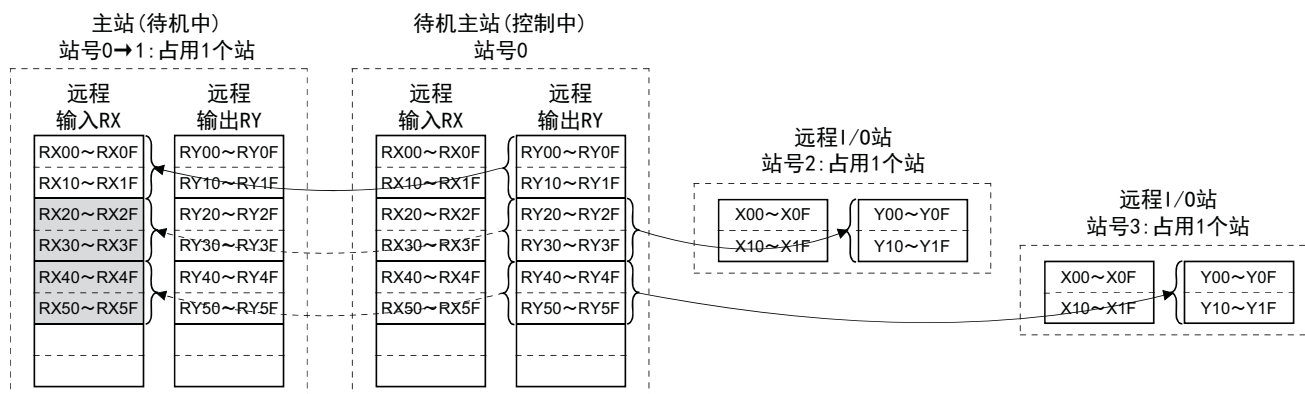 主站(待机中)
站号0→1:占用1个站
远程
输入RX
远程
输出RY
RX00～RX0F
RX10～RX1F
RX20～RX2F
RX30～RX3F
RX40～RX4F
RX50～RX5F
RY00～RY0F
RY10～RY1F
RY20～RY2F
RY30～RY3F
RY40～RY4F
RY50～RY5F
待机主站(控制中)
站号0
远程
输入RX
远程
输出RY
RX00～RX0F
RX10～RX1F
RX20～RX2F
RX30～RX3F
RX40～RX4F
RX50～RX5F
RY00～RY0F
RY10～RY1F
RY20～RY2F
RY30～RY3F
RY40～RY4F
RY50～RY5F
远程I/O站
站号2:占用1个站
X00～X0F
X10～X1F
Y00～Y0F
Y10～Y1F
远程I/O站
站号3:占用1个站
X00～X0F
X10～X1F
Y00～Y0F
Y10～Y1F